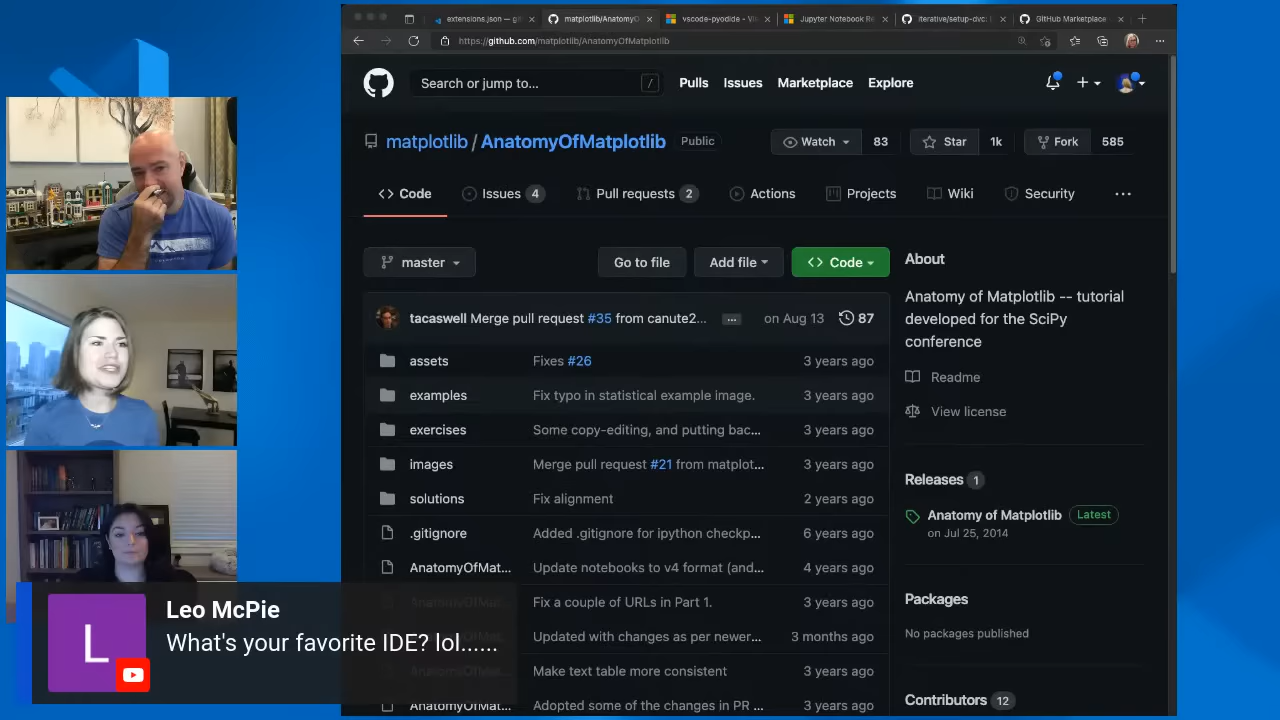 extensions.json — gi
matplotlib/AnatomyO
vscode-pyodide - Vi
Jupyter Notebook Re
iterative/setup-dvc:
GitHub Marketplace
https://github.com/matplotlib/AnatomyOfMatplotlib
Search or jump to... /
Pulls Issues Marketplace Explore
matplotlib / AnatomyOfMatplotlib Public
Watch 83 Star 1k Fork 585
Code Issues 4 Pull requests 2 Actions Projects Wiki Security ...
master Go to file Add file Code
tacaswell Merge pull request #35 from canute2... ... on Aug 13 87
assets Fixes #26 3 years ago
examples Fix typo in statistical example image. 3 years ago
exercises Some copy-editing, and putting bac... 3 years ago
images Merge pull request #21 from matplot... 3 years ago
solutions Fix alignment 2 years ago
.gitignore Added .gitignore for ipython checkp... 6 years ago
AnatomyOfMat... Update notebooks to v4 format (and... 4 years ago
AnatomyOfMat... Fix a couple of URLs in Part 1. 3 years ago
AnatomyOfMat... Updated with changes as per newer... 3 months ago
AnatomyOfMat... Make text table more consistent 3 years ago
AnatomyOfMat... Adopted some of the changes in PR ... 3 years ago
About
Anatomy of Matplotlib -- tutorial
developed for the SciPy
conference
Readme
View license
Releases 1
Anatomy of Matplotlib Latest
on Jul 25, 2014
Packages
No packages published
Contributors 12
L
Leo McPie
What's your favorite IDE? lol......